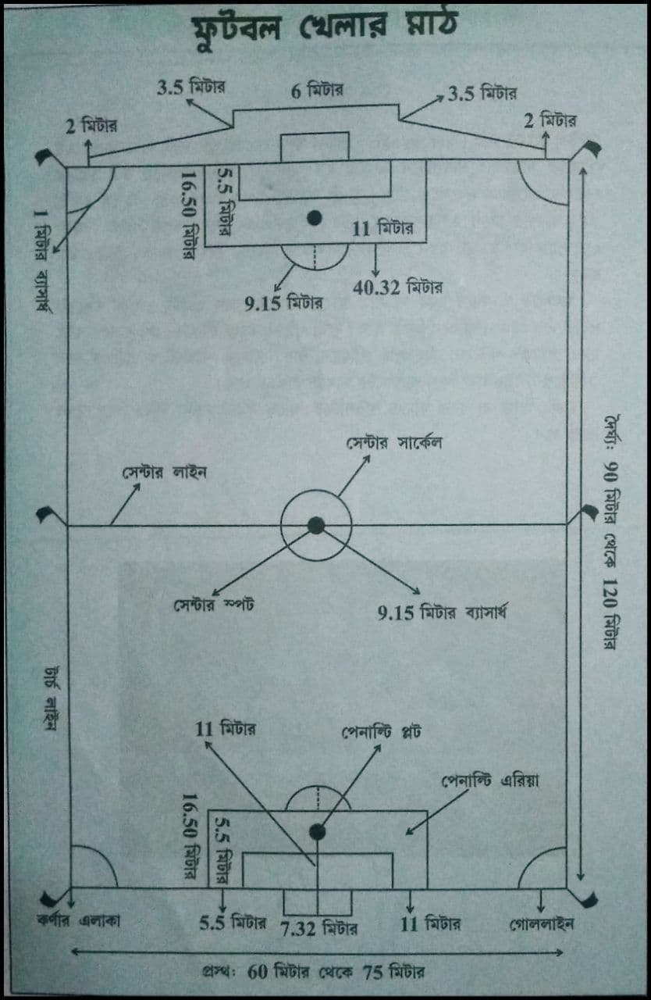 ফুটবল খেলার মাঠ
3.5 মিটার
6 মিটার
3.5 মিটার
2 মিটার
2 মিটার
16.50 মিটার
5.5 মিটার
1 মিটার ব্যাসার্ধ
11 মিটার
9.15 মিটার
40.32 মিটার
সেন্টার সার্কেল
সেন্টার লাইন
দৈর্ঘ্য: 90 মিটার থেকে 120 মিটার
সেন্টার স্পট
9.15 মিটার ব্যাসার্ধ
টার্চ লাইন
11 মিটার
পেনাল্টি প্লট
পেনাল্টি এরিয়া
16.50 মিটার
5.5 মিটার
কর্ণার এলাকা
5.5 মিটার
7.32 মিটার
11 মিটার
গোললাইন
প্রস্থ: 60 মিটার থেকে 75 মিটার